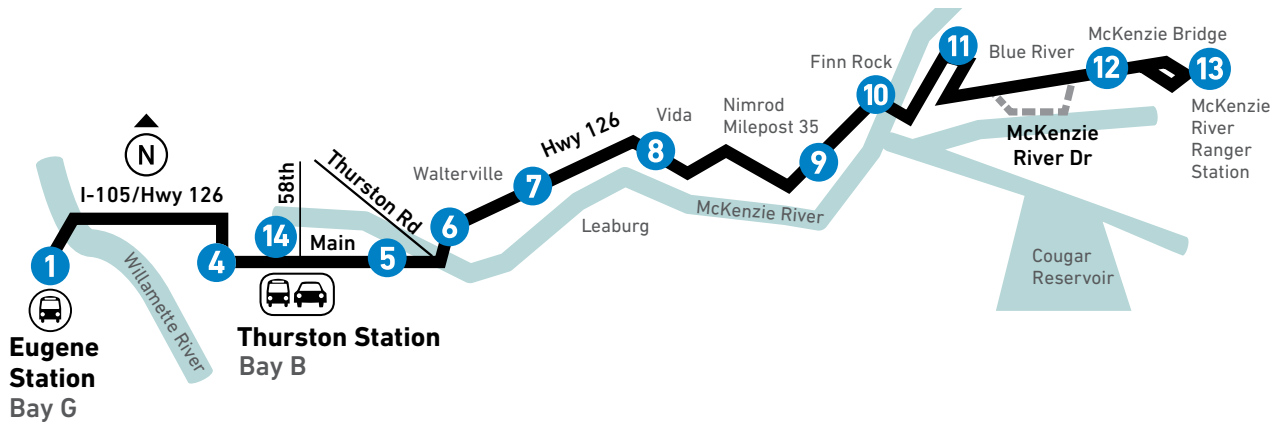 11
Blue River
McKenzie Bridge
12
13
Finn Rock
10
McKenzie
River
Ranger
Station
McKenzie
River Dr
Nimrod
Milepost 35
Vida
Hwy 126
8
9
N
I-105/Hwy 126
58th
Thurston Rd
Walterville
7
6
McKenzie River
Leaburg
14
Main
5
1
4
Willamette River
Cougar
Reservoir
Eugene
Station
Bay G
Thurston Station
Bay B